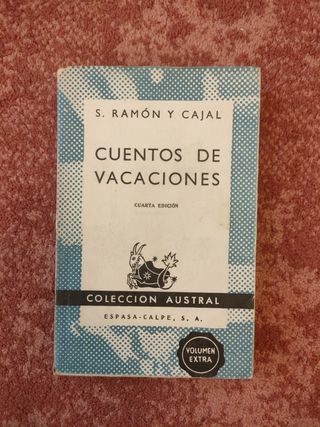 S. RAMÓN Y CAJAL
CUENTOS DE
VACACIONES
CUARTA EDICIÓN
COLECCION AUSTRAL
ESPASA-CALPE, S. A.
VOLUMEN
EXTRA